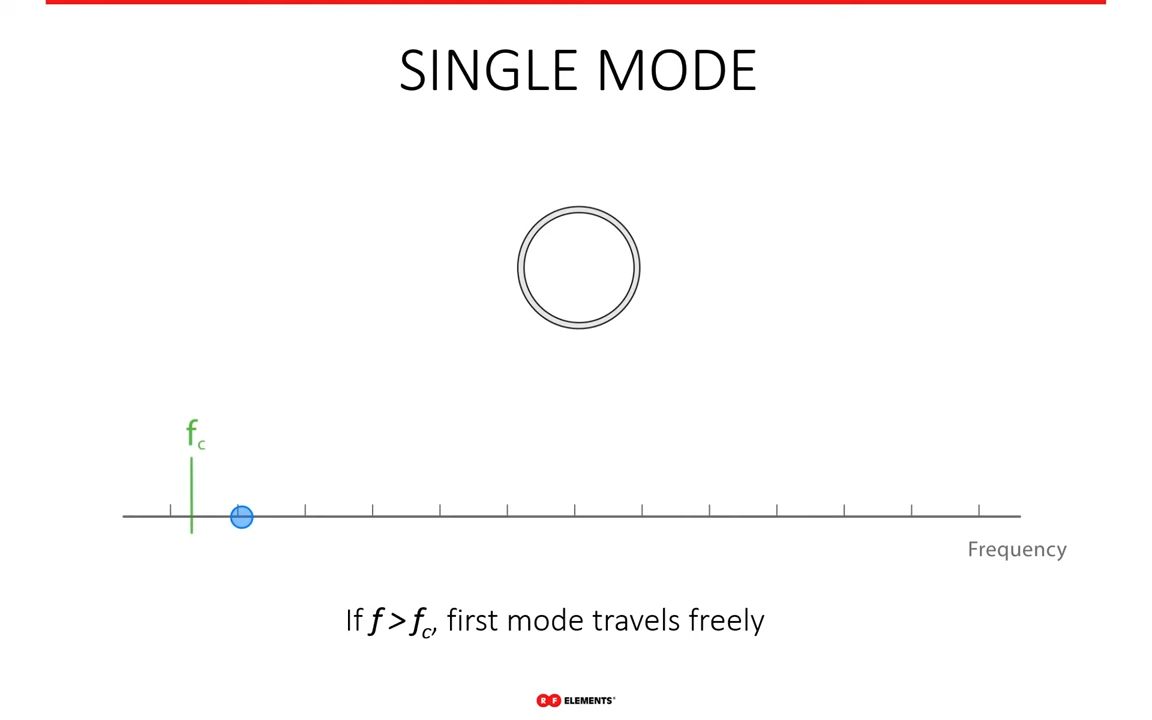 SINGLE MODE
fc
Frequency
If f > fc, first mode travels freely
RF ELEMENTS®